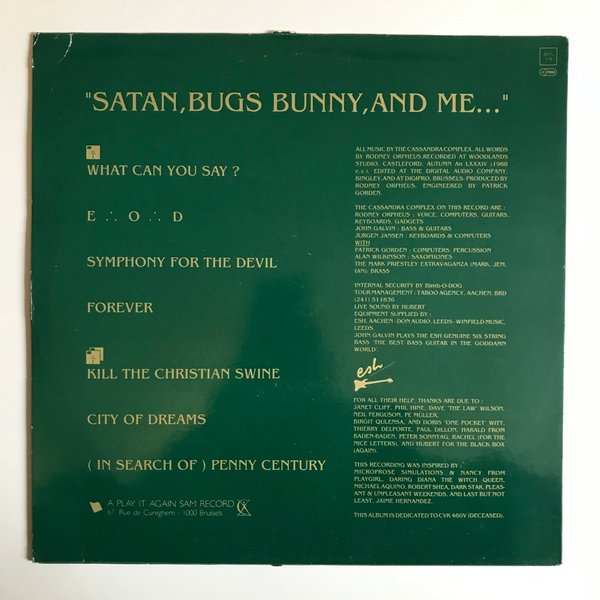 "SATAN,BUGS BUNNY,AND ME..."
WHAT CAN YOU SAY ?
E ∴ O ∴ D
SYMPHONY FOR THE DEVIL
FOREVER
KILL THE CHRISTIAN SWINE
CITY OF DREAMS
( IN SEARCH OF ) PENNY CENTURY
A PLAY IT AGAIN SAM RECORD
67, Rue de Cureghem - 1000 Brussels
ALL MUSIC BY THE CASSANDRA COMPLEX, ALL WORDS
BY RODNEY ORPHEUS.RECORDED AT WOODLANDS
STUDIO, CASTLEFORD, AUTUMN An LXXXIV (1988
e.v.). EDITED AT THE DIGITAL AUDIO COMPANY,
BINGLEY,AND AT DIGIPRO, BRUSSELS. PRODUCED BY
RODNEY ORPHEUS. ENGINEERED BY PATRICK
GORDEN.
THE CASSANDRA COMPLEX ON THIS RECORD ARE :
RODNEY ORPHEUS : VOICE, COMPUTERS, GUITARS,
KEYBOARDS, GADGETS
JOHN GALVIN : BASS & GUITARS
JURGEN JANSEN : KEYBOARDS & COMPUTERS
WITH
PATRICK GORDEN : COMPUTERS, PERCUSSION
ALAN WILKINSON : SAXOPHONES
THE MARK PRIESTLEY EXTRAVAGANZA (MARK, JEM,
IAN): BRASS
INTERNAL SECURITY BY Bimb-O-DOG
TOUR MANAGEMENT : TABOO AGENCY, AACHEN, BRD
(241) 511836
LIVE SOUND BY HUBERT
EQUIPMENT SUPPLIED BY :
ESH, AACHEN - DON AUDIO, LEEDS - WINFIELD MUSIC,
LEEDS.
JOHN GALVIN PLAYS THE ESH GENUINE SIX STRING
BASS 'THE BEST BASS GUITAR IN THE GODDAMN
WORLD'.
esh
FOR ALL THEIR HELP, THANKS ARE DUE TO :
JANET CLIFF, PHIL HINE, DAVE 'THE LAW' WILSON,
NEIL FERGUSON, PE MÜLLER,
BIRGIT QULENSA, AND DORIS 'ONE POCKET' WITT,
THIERRY DELPORTE, PAUL DILLON, HARALD FROM
BADEN-BADEN, PETER SONNTAG, RACHEL (FOR THE
NICE LETTERS), AND HUBERT FOR THE BLACK BOX
(AGAIN).
THIS RECORDING WAS INSPIRED BY :
MICROPROSE SIMULATIONS & NANCY FROM
PLAYGIRL, DARING DIANA THE WITCH QUEEN,
MICHAEL AQUINO, ROBERT SHEA, DARK STAR, PLEAS-
ANT & UNPLEASANT WEEKENDS, AND LAST BUT NOT
LEAST, JAIME HERNANDEZ.
THIS ALBUM IS DEDICATED TO CVR 460V (DECEASED).